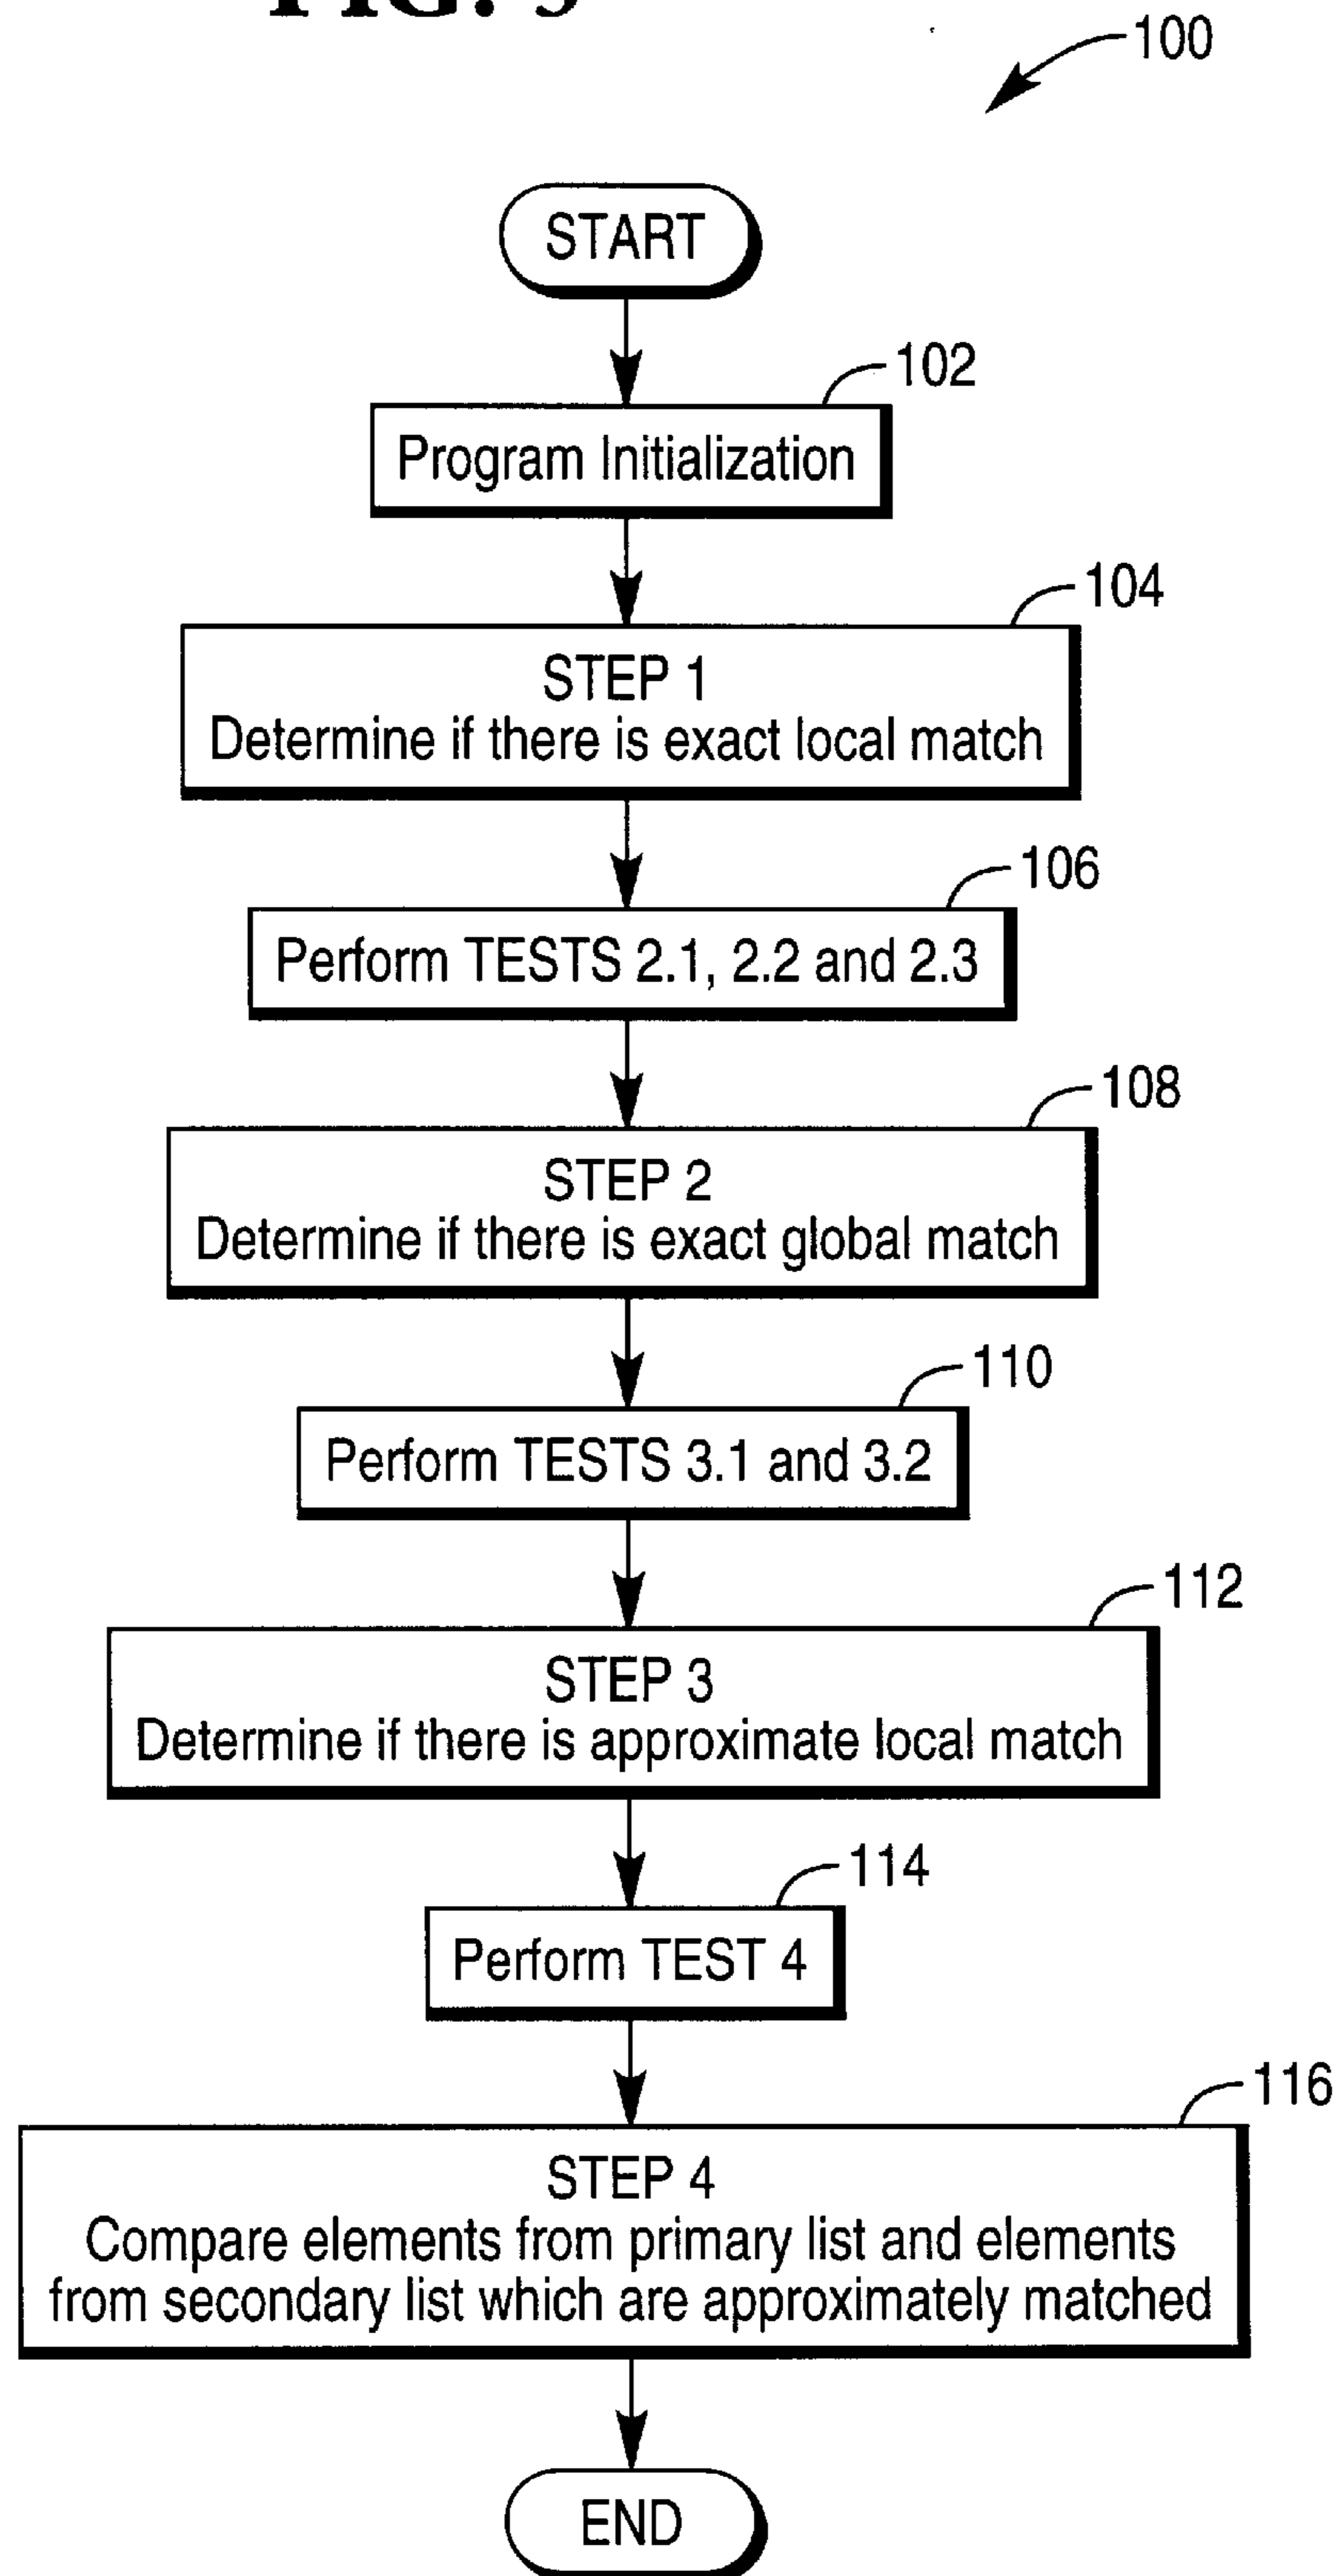 100
START
102
Program Initialization
104
STEP 1
Determine if there is exact local match
106
Perform TESTS 2.1, 2.2 and 2.3
108
STEP 2
Determine if there is exact global match
110
Perform TESTS 3.1 and 3.2
112
STEP 3
Determine if there is approximate local match
114
Perform TEST 4
116
STEP 4
Compare elements from primary list and elements
from secondary list which are approximately matched
END